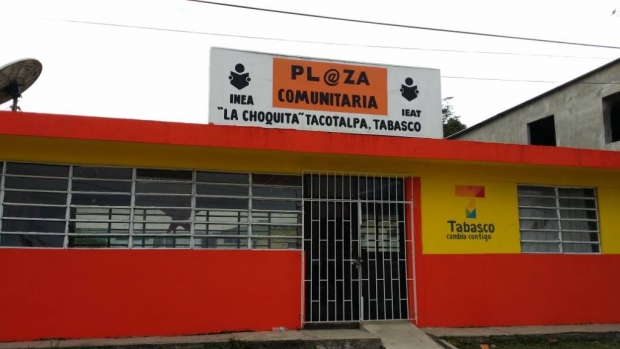 PL@ZA
COMUNITARIA
INEA
IEAT
"LA CHOQUITA" TACOTALPA, TABASCO
Tabasco
cambia contigo